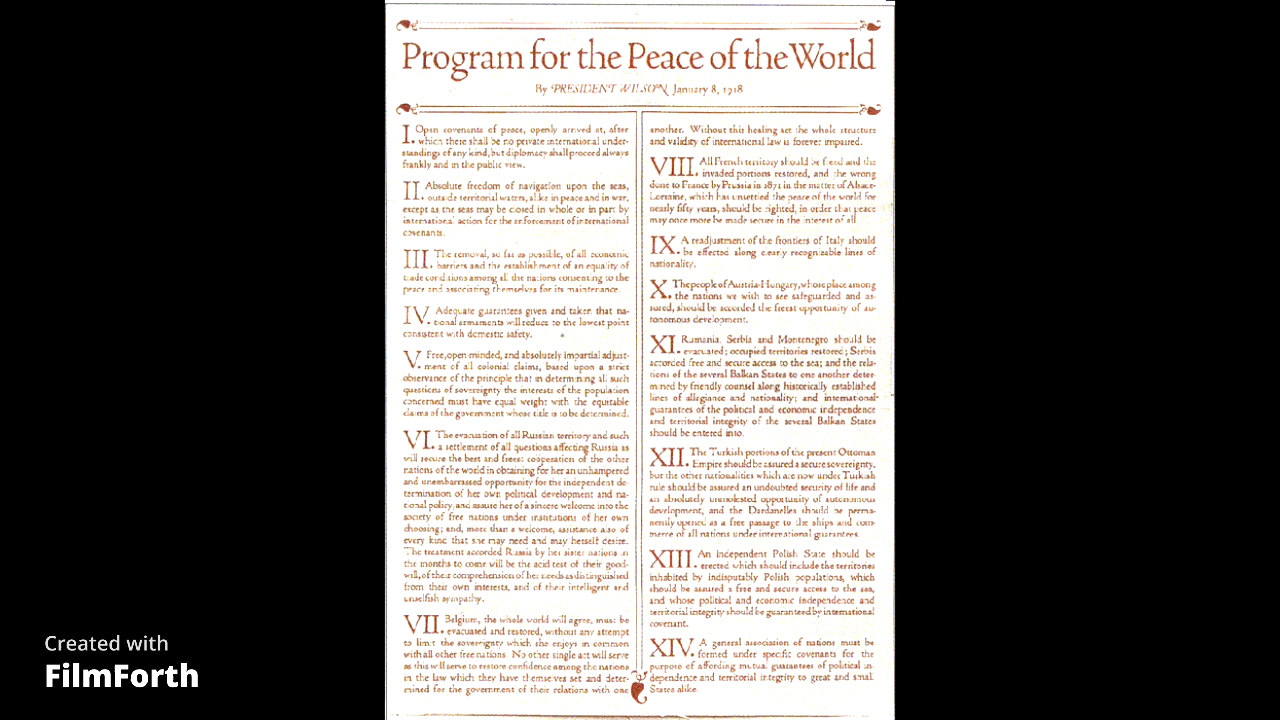 Program for the Peace of the World
By PRESIDENT WILSON January 8, 1918
I. Open covenants of peace, openly arrived at, after
which there shall be no private international under-
standings of any kind, but diplomacy shall proceed always
frankly and in the public view.
II. Absolute freedom of navigation upon the seas,
outside territorial waters, alike in peace and in war,
except as the seas may be closed in whole or in part by
international action for the enforcement of international
covenants.
III. The removal, so far as possible, of all economic
barriers and the establishment of an equality of
trade conditions among all the nations consenting to the
peace and associating themselves for its maintenance.
IV. Adequate guarantees given and taken that na-
tional armaments will reduce to the lowest point
consistent with domestic safety.
V. Free, open minded, and absolutely impartial adjust-
ment of all colonial claims, based upon a strict
observance of the principle that in determining all such
questions of sovereignty the interests of the population
concerned must have equal weight with the equitable
claims of the government whose title is to be determined.
VI. The evacuation of all Russian territory and such
a settlement of all questions affecting Russia as
will secure the best and freest cooperation of the other
nations of the world in obtaining for her an unhampered
and unembarrassed opportunity for the independent de-
termination of her own political development and na-
tional policy, and assure her of a sincere welcome into the
society of free nations under institutions of her own
choosing; and, more than a welcome, assistance also of
every kind that she may need and may herself desire.
The treatment accorded Russia by her sister nations in
the months to come will be the acid test of their good-
will, of their comprehension of her needs as distinguished
from their own interests, and of their intelligent and
unselfish sympathy.
VII. Belgium, the whole world will agree, must be
evacuated and restored, without any attempt
to limit the sovereignty which she enjoys in common
with all other free nations. No other single act will serve
as this will serve to restore confidence among the nations
in the law which they have themselves set and deter-
mined for the government of their relations with one
another. Without this healing act the whole structure
and validity of international law is forever impaired.
VIII. All French territory should be freed and the
invaded portions restored, and the wrong
done to France by Prussia in 1871 in the matter of Alsace-
Lorraine, which has unsettled the peace of the world for
nearly fifty years, should be righted, in order that peace
may once more be made secure in the interest of all
IX. A readjustment of the frontiers of Italy should
be effected along clearly recognizable lines of
nationality.
X. The people of Austria-Hungary, whose place among
the nations we wish to see safeguarded and as-
sured, should be accorded the freest opportunity of au-
tonomous development.
XI. Rumania, Serbia and Montenegro should be
evacuated; occupied territories restored; Serbia
accorded free and secure access to the sea; and the rela-
tions of the several Balkan States to one another deter-
mined by friendly counsel along historically established
lines of allegiance and nationality; and international
guarantees of the political and economic independence
and territorial integrity of the several Balkan States
should be entered into.
XII. The Turkish portions of the present Ottoman
Empire should be assured a secure sovereignty,
but the other nationalities which are now under Turkish
rule should be assured an undoubted security of life and
an absolutely unmolested opportunity of autonomous
development, and the Dardanelles should be perma-
nently opened as a free passage to the ships and com-
merce of all nations under international guarantees.
XIII. An independent Polish State should be
erected which should include the territories
inhabited by indisputably Polish populations, which
should be assured a free and secure access to the sea,
and whose political and economic independence and
territorial integrity should be guaranteed by international
covenant.
XIV. A general association of nations must be
formed under specific covenants for the
purpose of affording mutual guarantees of political in-
dependence and territorial integrity to great and small
States alike.
Created with
FilmForth